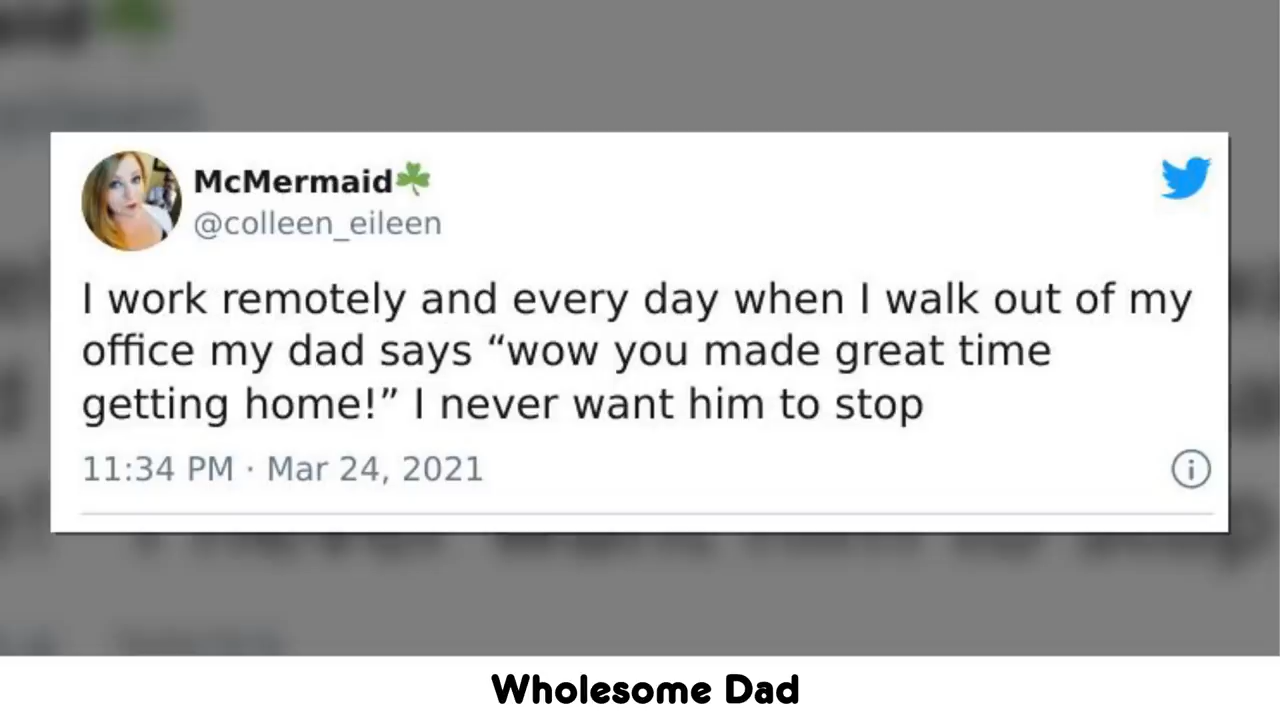 McMermaid☘️
@colleen_eileen
I work remotely and every day when I walk out of my
office my dad says “wow you made great time
getting home!” I never want him to stop
11:34 PM · Mar 24, 2021
Wholesome Dad